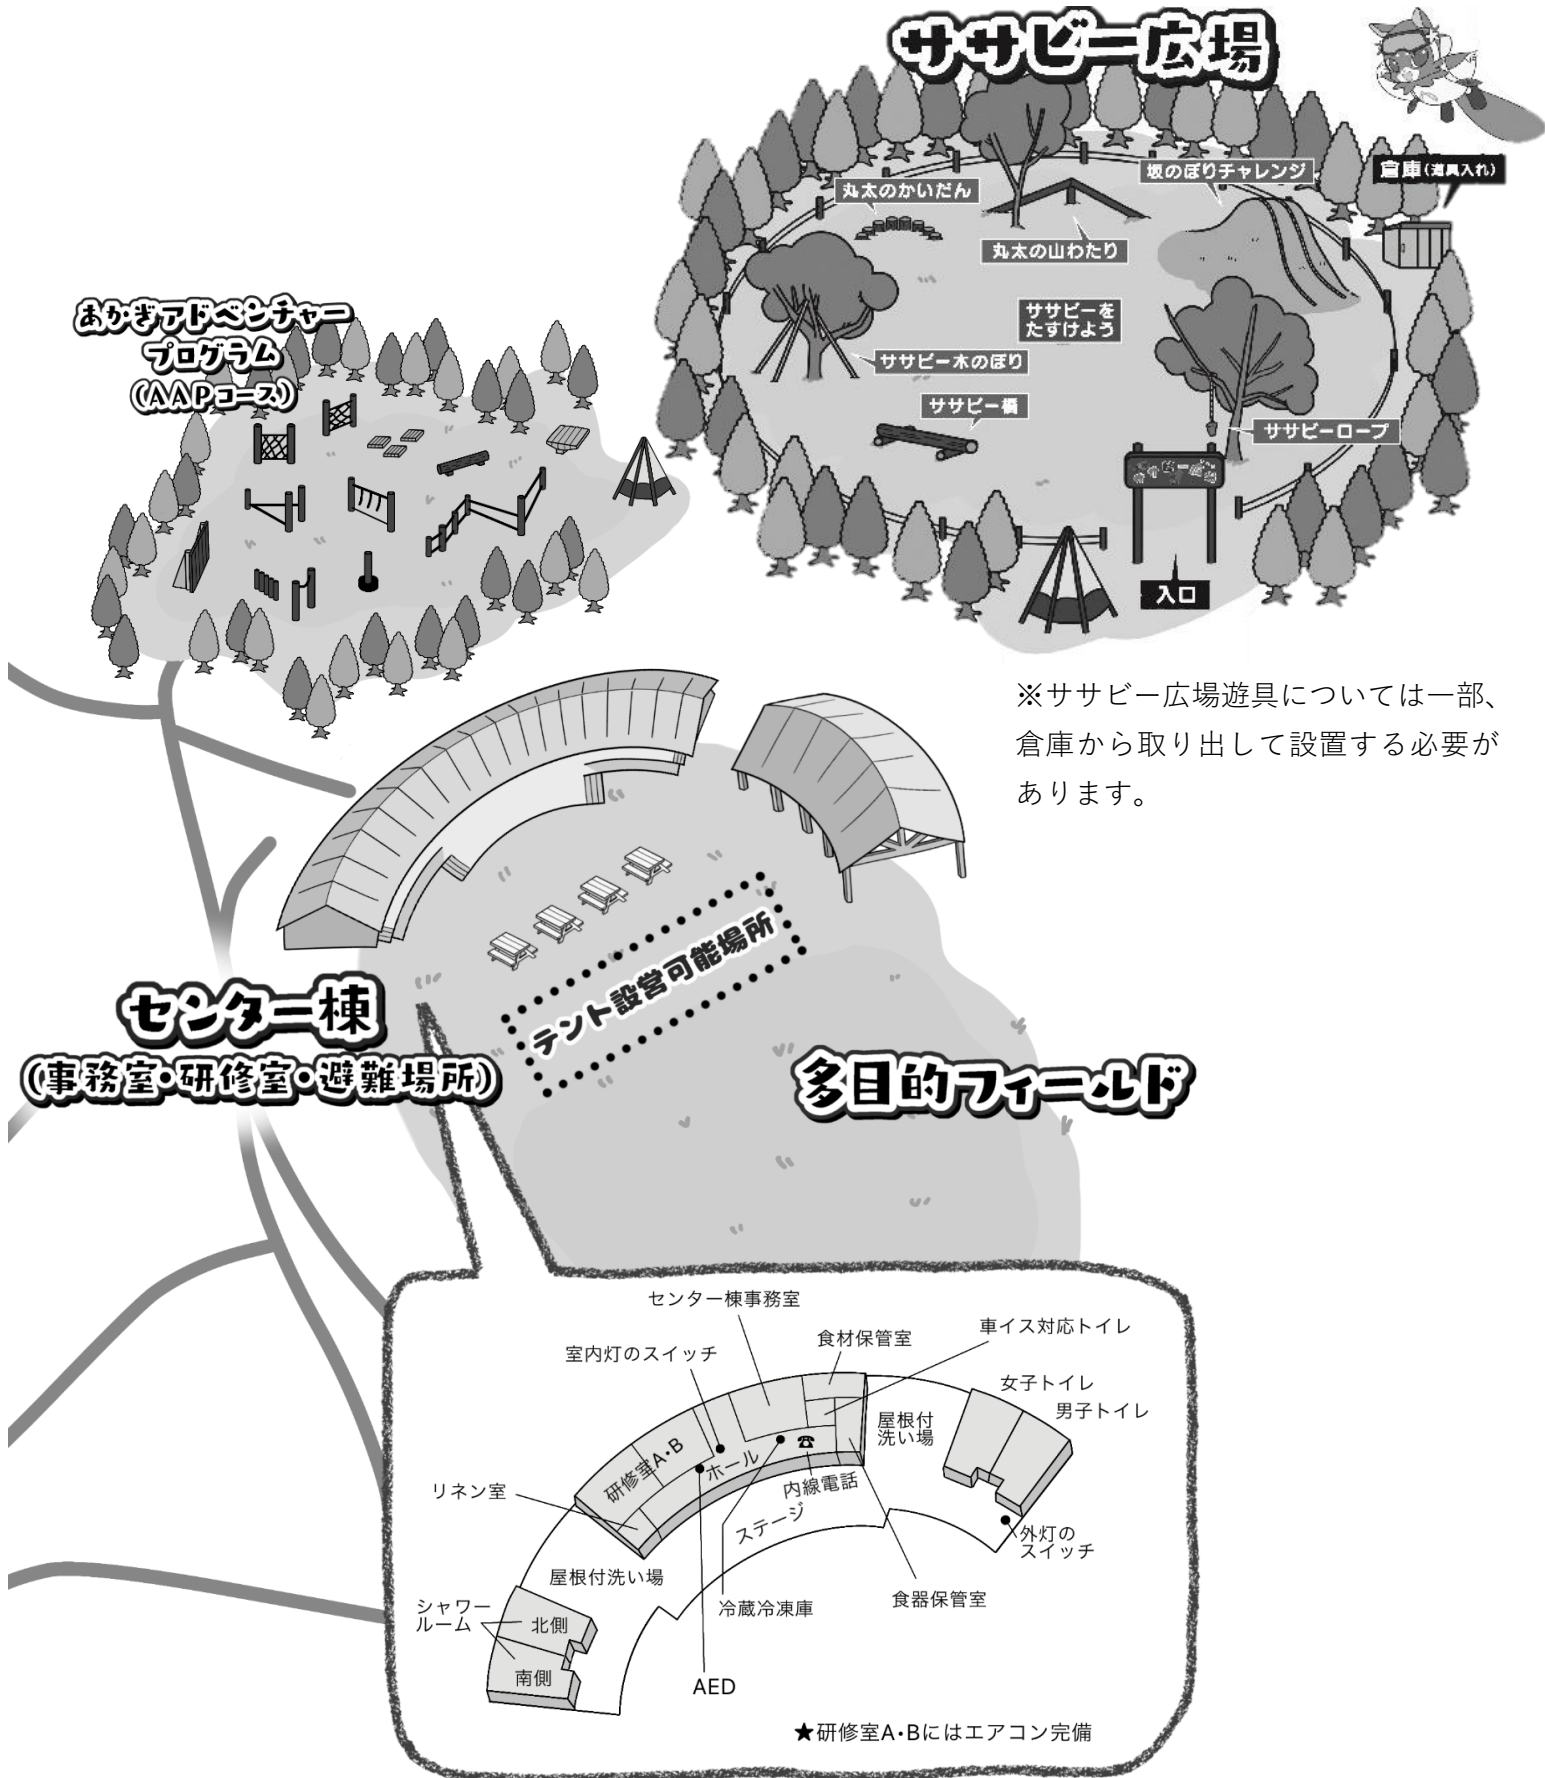 ササビー広場
倉庫(道具入れ)
坂のぼりチャレンジ
丸太のかいだん
丸太の山わたり
ササビーを
たすけよう
ササビー木のぼり
ササビー橋
ササビーロープ
入口
あかぎアドベンチャー
プログラム
(AAPコース)
※ササビー広場遊具については一部、
倉庫から取り出して設置する必要が
あります。
テント設営可能場所
センター棟
(事務室・研修室・避難場所)
多目的フィールド
センター棟事務室
食材保管室
車イス対応トイレ
室内灯のスイッチ
女子トイレ
男子トイレ
屋根付
洗い場
研修室A・B
ホール
リネン室
内線電話
ステージ
外灯の
スイッチ
屋根付洗い場
食器保管室
冷蔵冷凍庫
シャワー
ルーム
北側
南側
AED
★研修室A・Bにはエアコン完備